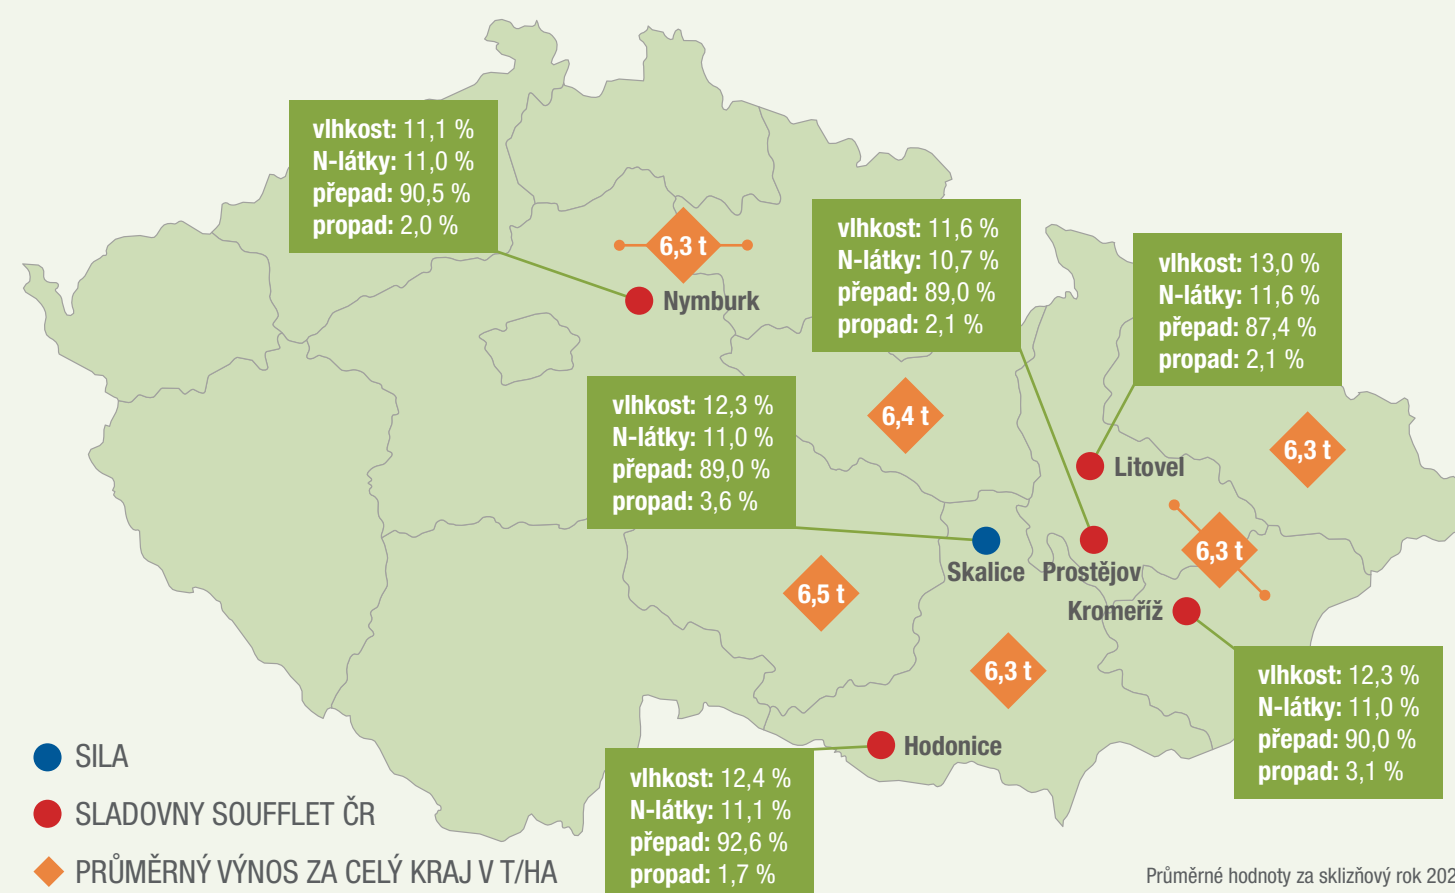 vlhkost: 11,1 %
N-látky: 11,0 %
přepad: 90,5 %
propad: 2,0 %
6,3 t
Nymburk
vlhkost: 11,6 %
N-látky: 10,7 %
přepad: 89,0 %
propad: 2,1 %
vlhkost: 13,0 %
N-látky: 11,6 %
přepad: 87,4 %
propad: 2,1 %
vlhkost: 12,3 %
N-látky: 11,0 %
přepad: 89,0 %
propad: 3,6 %
6,4 t
6,3 t
Litovel
6,3 t
Skalice
Prostějov
6,5 t
Kromeříž
6,3 t
vlhkost: 12,3 %
N-látky: 11,0 %
přepad: 90,0 %
propad: 3,1 %
Hodonice
vlhkost: 12,4 %
N-látky: 11,1 %
přepad: 92,6 %
propad: 1,7 %
SILA
SLADOVNY SOUFFLET ČR
PRŮMĚRNÝ VÝNOS ZA CELÝ KRAJ V T/HA
Průměrné hodnoty za sklizňový rok